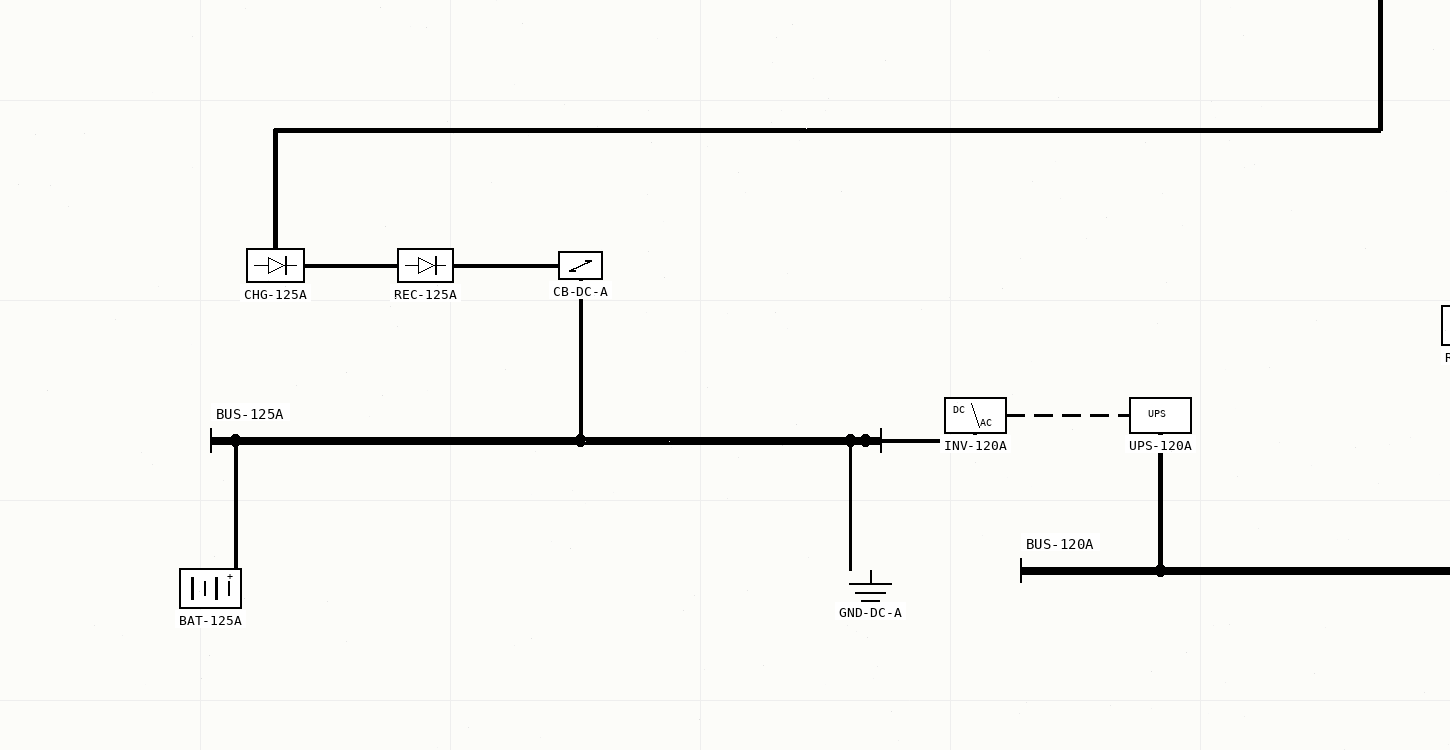 CHG-125A
REC-125A
CB-DC-A
R
BUS-125A
DC
AC
INV-120A
UPS
UPS-120A
BUS-120A
+
BAT-125A
GND-DC-A